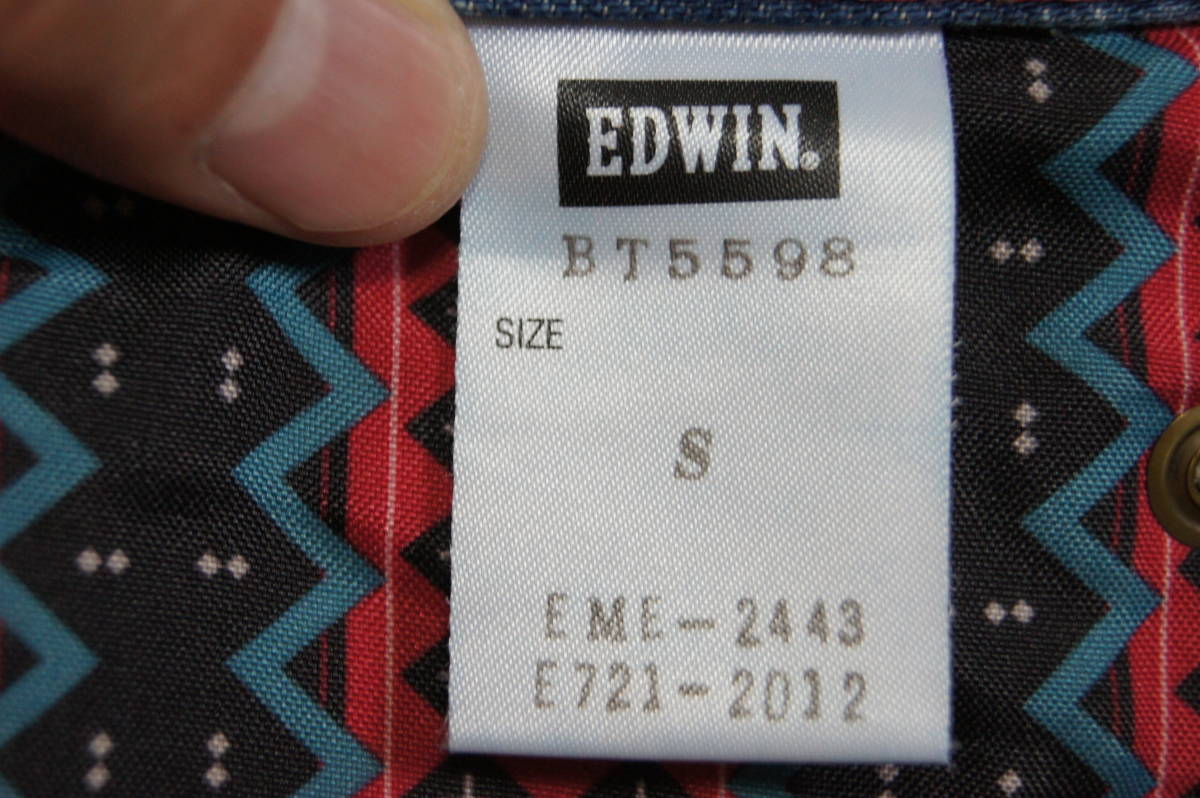 EDWIN.
BT5598
SIZE
S
EME-2443
E721-2012